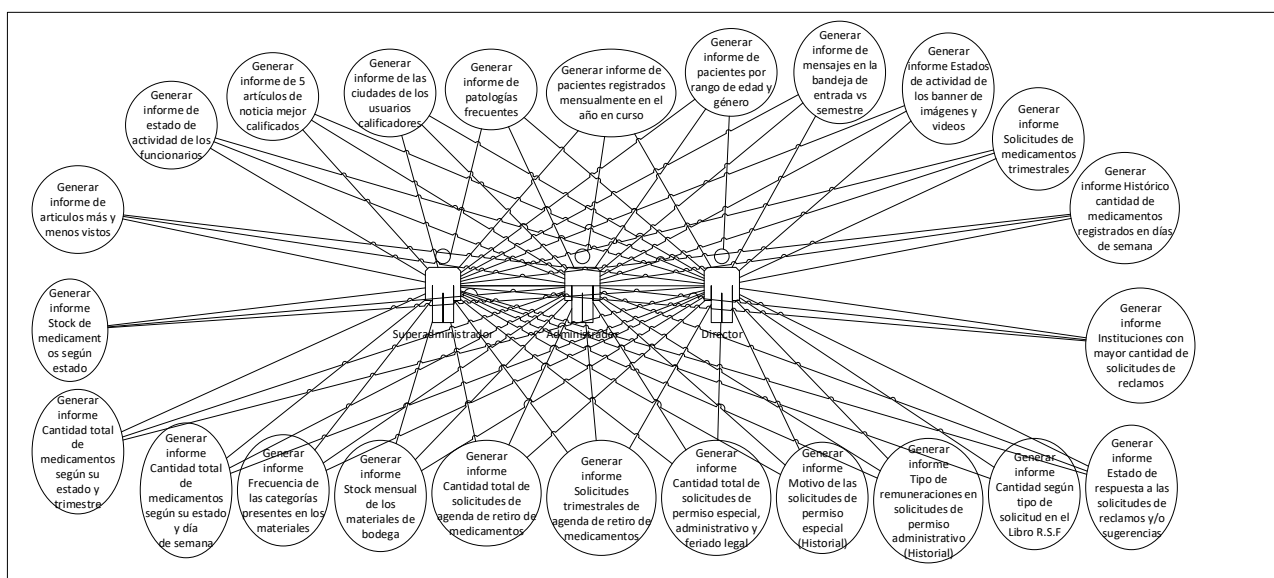 Generar
informe de
estado de
actividad de los
funcionarios
Generar
informe de 5
artículos de
noticia mejor
calificados
Generar
informe de las
ciudades de los
usuarios
calificadores
Generar
informe de
patologías
frecuentes
Generar informe de
pacientes registrados
mensualmente en el
año en curso
Generar
informe de
pacientes por
rango de edad y
género
Generar
informe de
mensajes en la
bandeja de
entrada vs
semestre
Generar
informe Estados
de actividad de
los banner de
imágenes y
videos
Generar
informe
Solicitudes de
medicamentos
trimestrales
Generar
informe de
articulos más y
menos vistos
Generar
informe Histórico
cantidad de
medicamentos
registrados en días
de semana
Generar
informe
Stock de
medicament
os según
estado
Superadministrador
Administrador
Director
Generar
informe
Instituciones con
mayor cantidad de
solicitudes de
reclamos
Generar
informe
Cantidad total
de
medicamentos
según su
estado y
trimestre
Generar
informe
Cantidad total
de
medicamentos
según su estado
y día
de semana
Generar
informe
Frecuencia de
las categorías
presentes en los
materiales
Generar
informe
Stock mensual
de los
materiales de
bodega
Generar
informe
Cantidad total de
solicitudes de
agenda de retiro de
medicamentos
Generar
informe
Solicitudes
trimestrales de
agenda de retiro de
medicamentos
Generar
informe
Cantidad total de
solicitudes de
permiso especial,
administrativo y
feriado legal
Generar
informe
Motivo de las
solicitudes de
permiso
especial
(Historial)
Generar
informe
Tipo de
remuneraciones en
solicitudes de
permiso
administrativo
(Historial)
Generar
informe
Cantidad según
tipo de
solicitud en el
Libro R.S.F
Generar
informe
Estado de
respuesta a las
solicitudes de
reclamos y/o
sugerencias